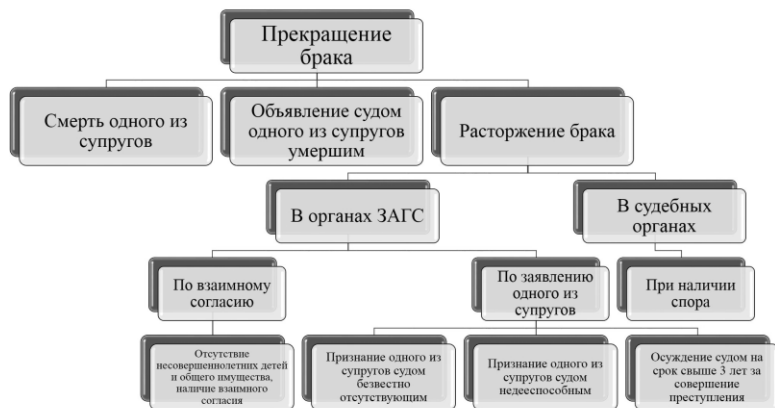 Прекращение
брака
Смерть одного из
супругов
Объявление судом
одного из супругов
умершим
Расторжение брака
В органах ЗАГС
В судебных
органах
По взаимному
согласию
По заявлению
одного из
супругов
При наличии
спора
Отсутствие
несовершеннолетних детей
и общего имущества,
наличие взаимного
согласия
Признание одного из
супругов судом
безвестно
отсутствующим
Признание одного из
супругов судом
недееспособным
Осуждение судом на
срок свыше 3 лет за
совершение
преступления